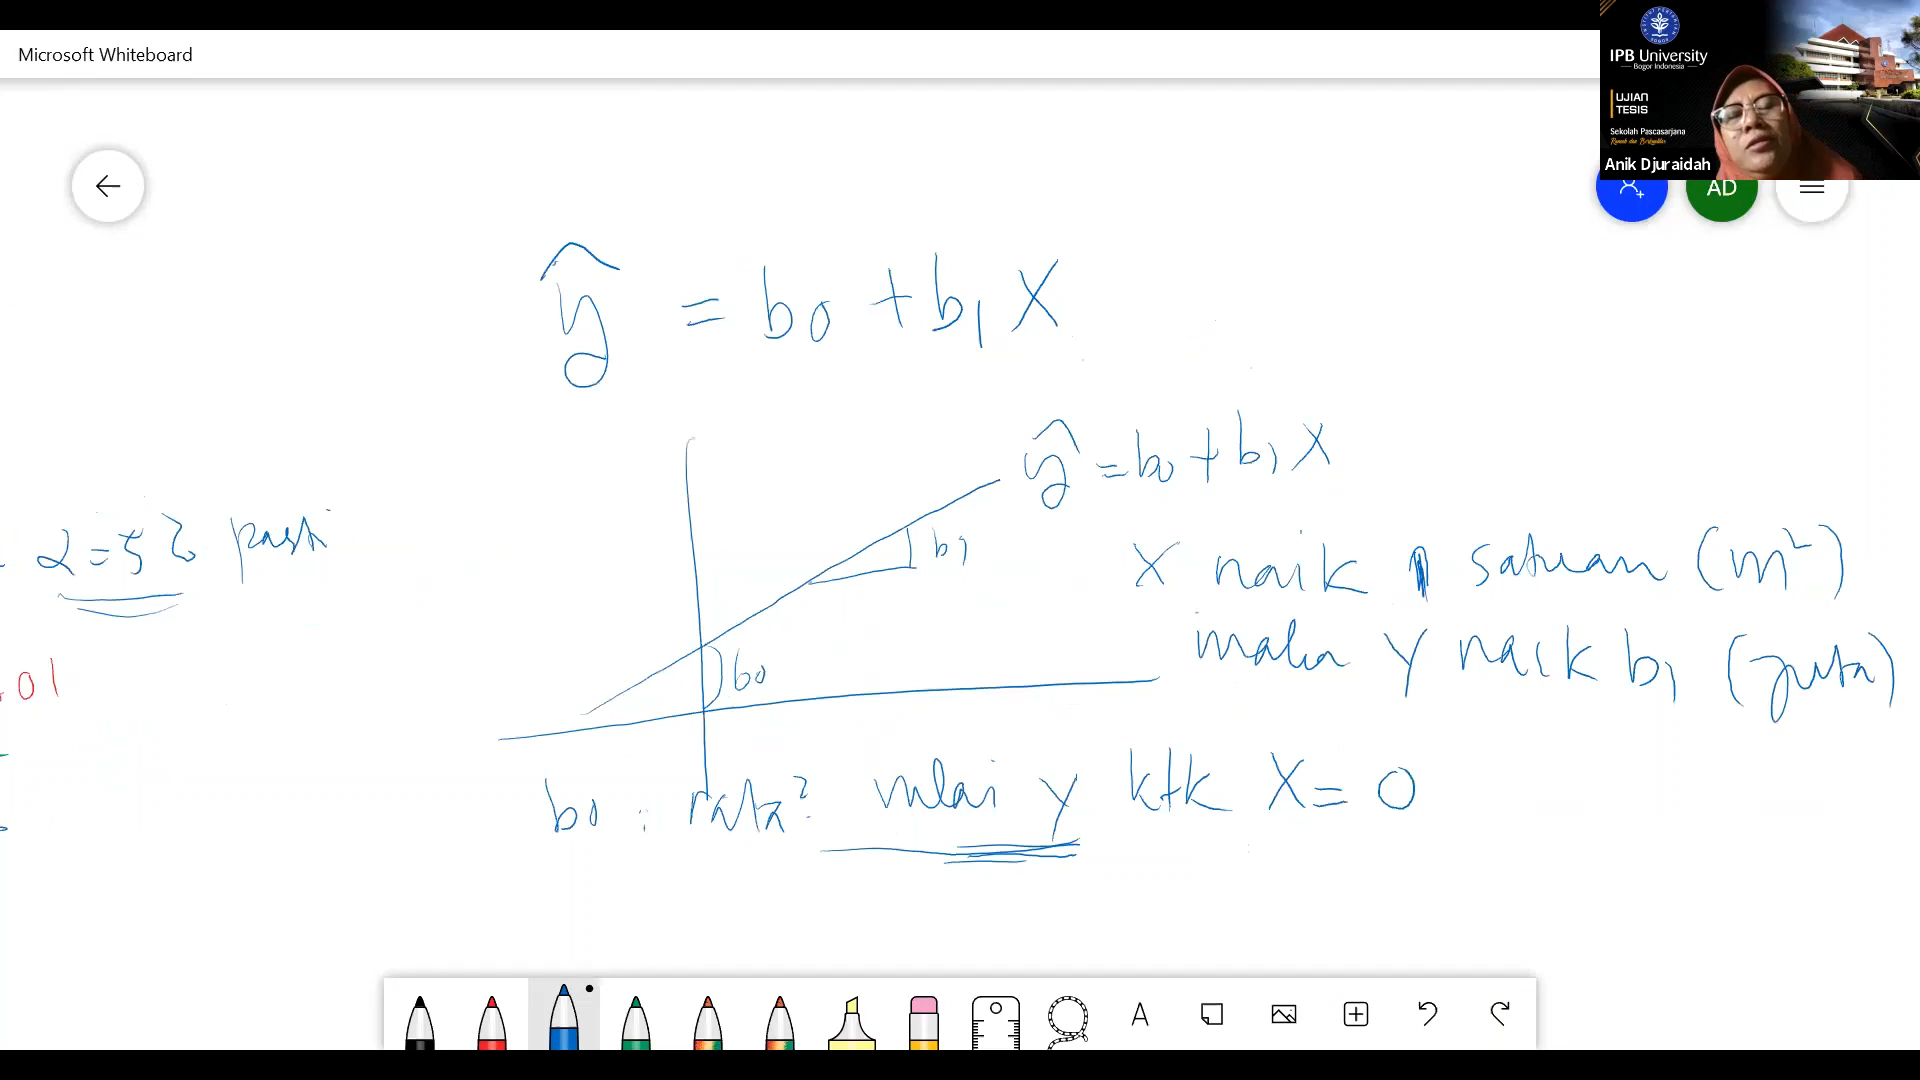 Microsoft Whiteboard
IPB University
Bogor Indonesia
UJIAN
TESIS
Sekolah Pascasarjana
Anik Djuraidah
AD
ŷ = b0 + b1 X
ŷ = b0 + b1 X
b1
α = 5% pasti
X naik 1 satuan (m²)
maka Y naik b1 (juta)
b0
01
b0 : rata² nilai y ktk X = 0
A